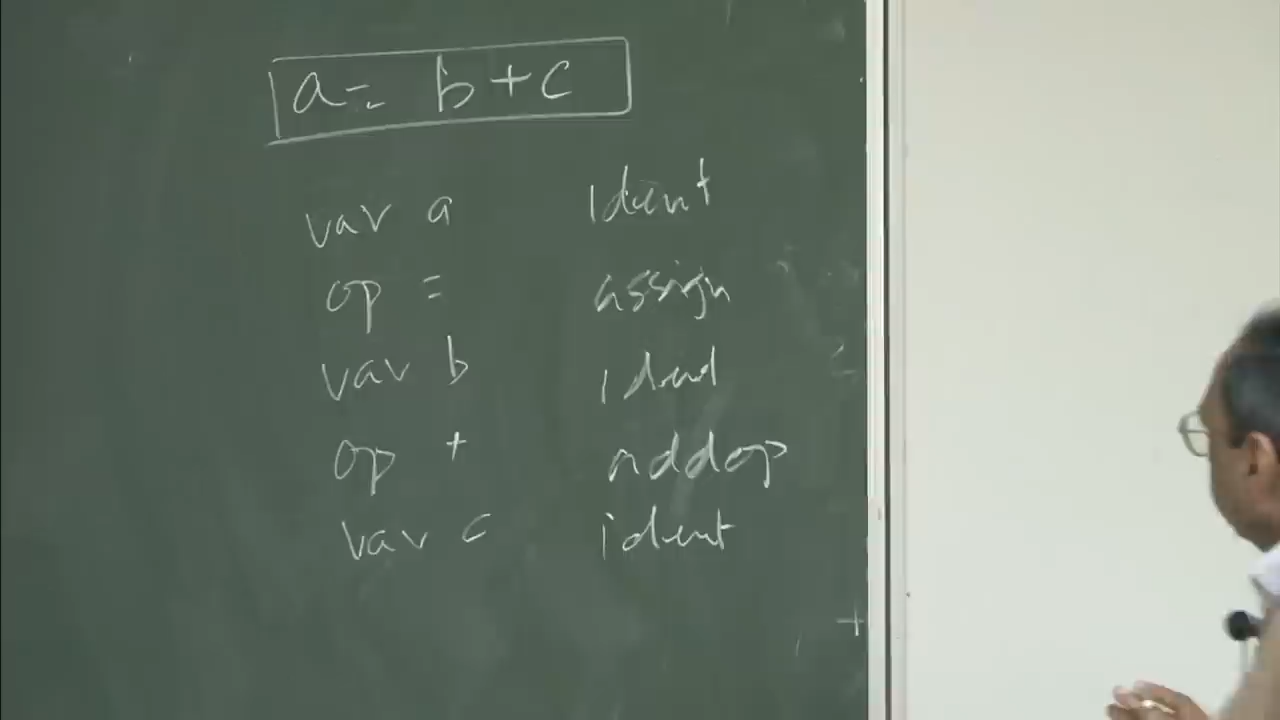 a = b + c
var a ident
op = assign
var b ident
op + addop
var c ident